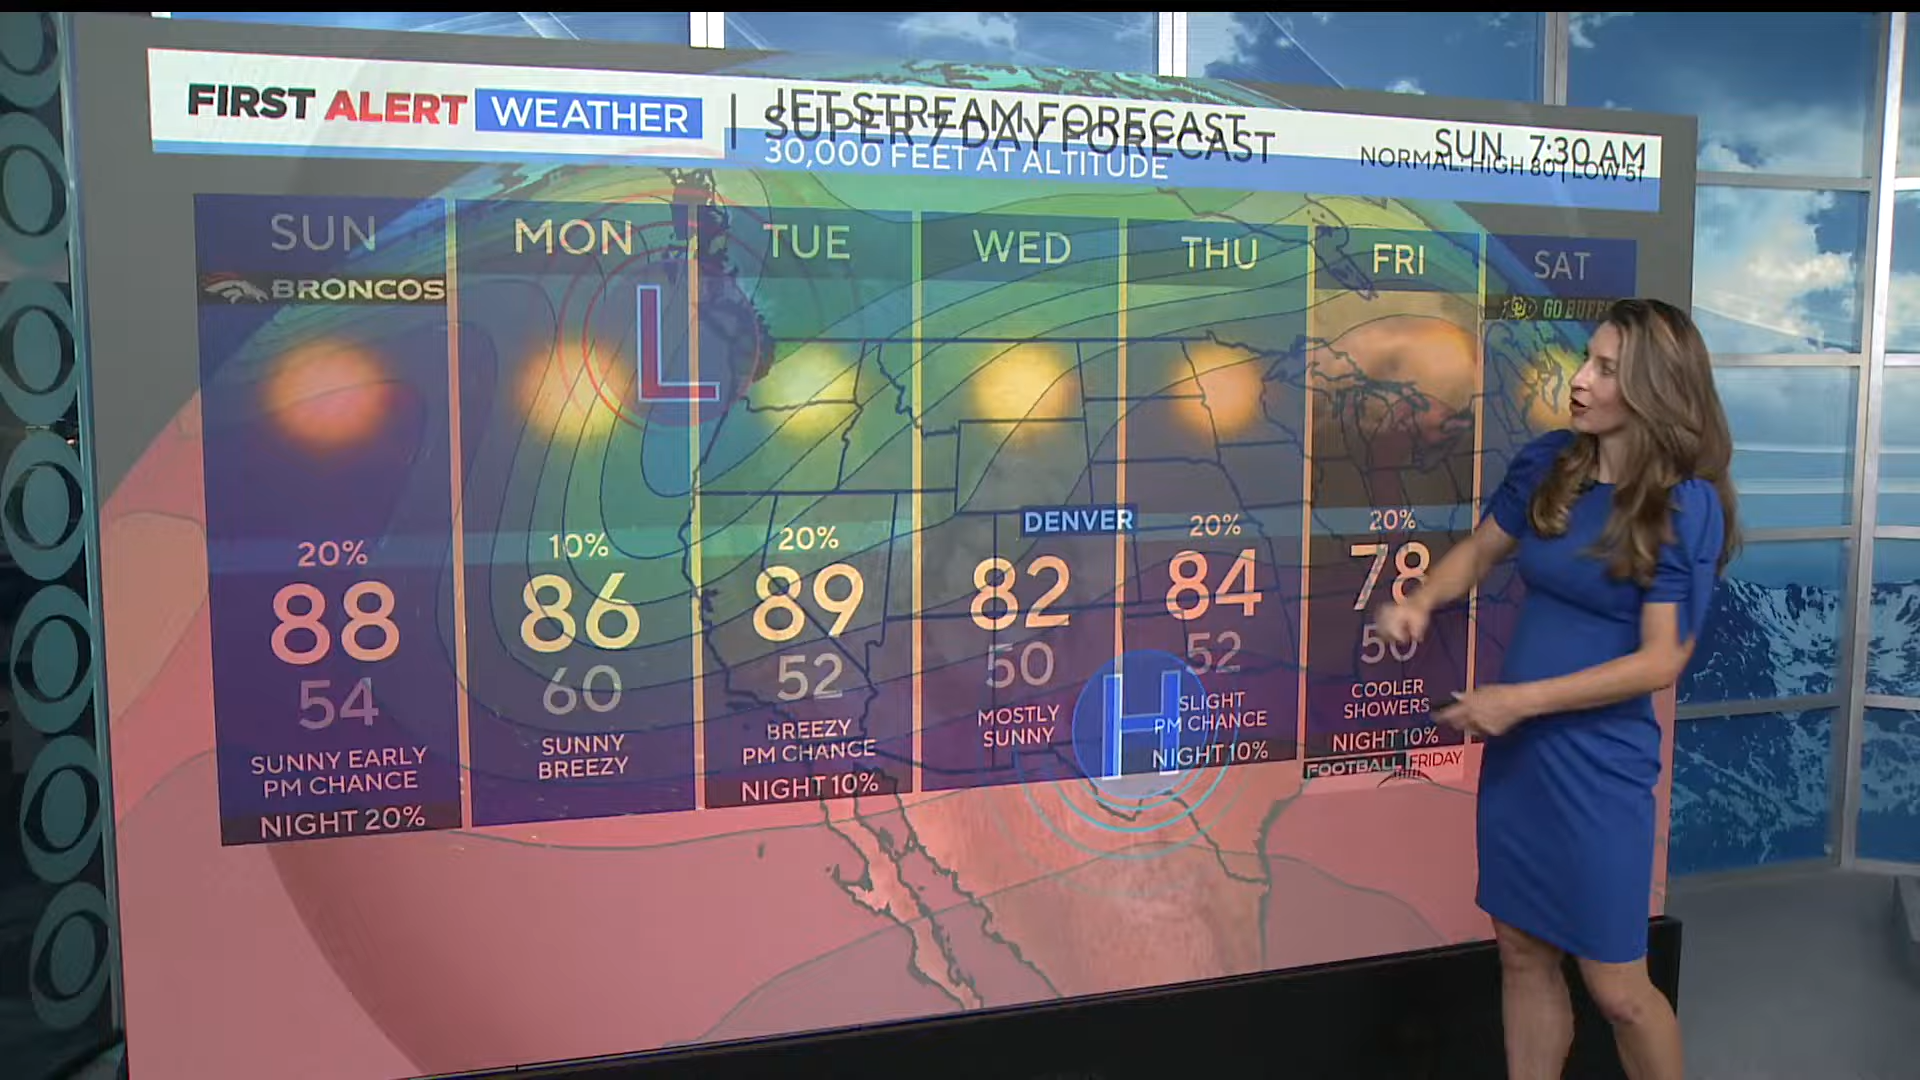 FIRST ALERT WEATHER
JET STREAM FORECAST
SUPER 7 DAY FORECAST
30,000 FEET AT ALTITUDE
SUN 7:30 AM
NORMAL: HIGH 80 | LOW 51
SUN
BRONCOS
20%
88
54
SUNNY EARLY
PM CHANCE
NIGHT 20%
MON
L
10%
86
60
SUNNY
BREEZY
TUE
20%
89
52
BREEZY
PM CHANCE
NIGHT 10%
WED
DENVER
82
50
MOSTLY
SUNNY
H
THU
20%
84
52
SLIGHT
PM CHANCE
NIGHT 10%
FRI
20%
78
50
COOLER
SHOWERS
NIGHT 10%
FOOTBALL FRIDAY
SAT
GO BUFFS